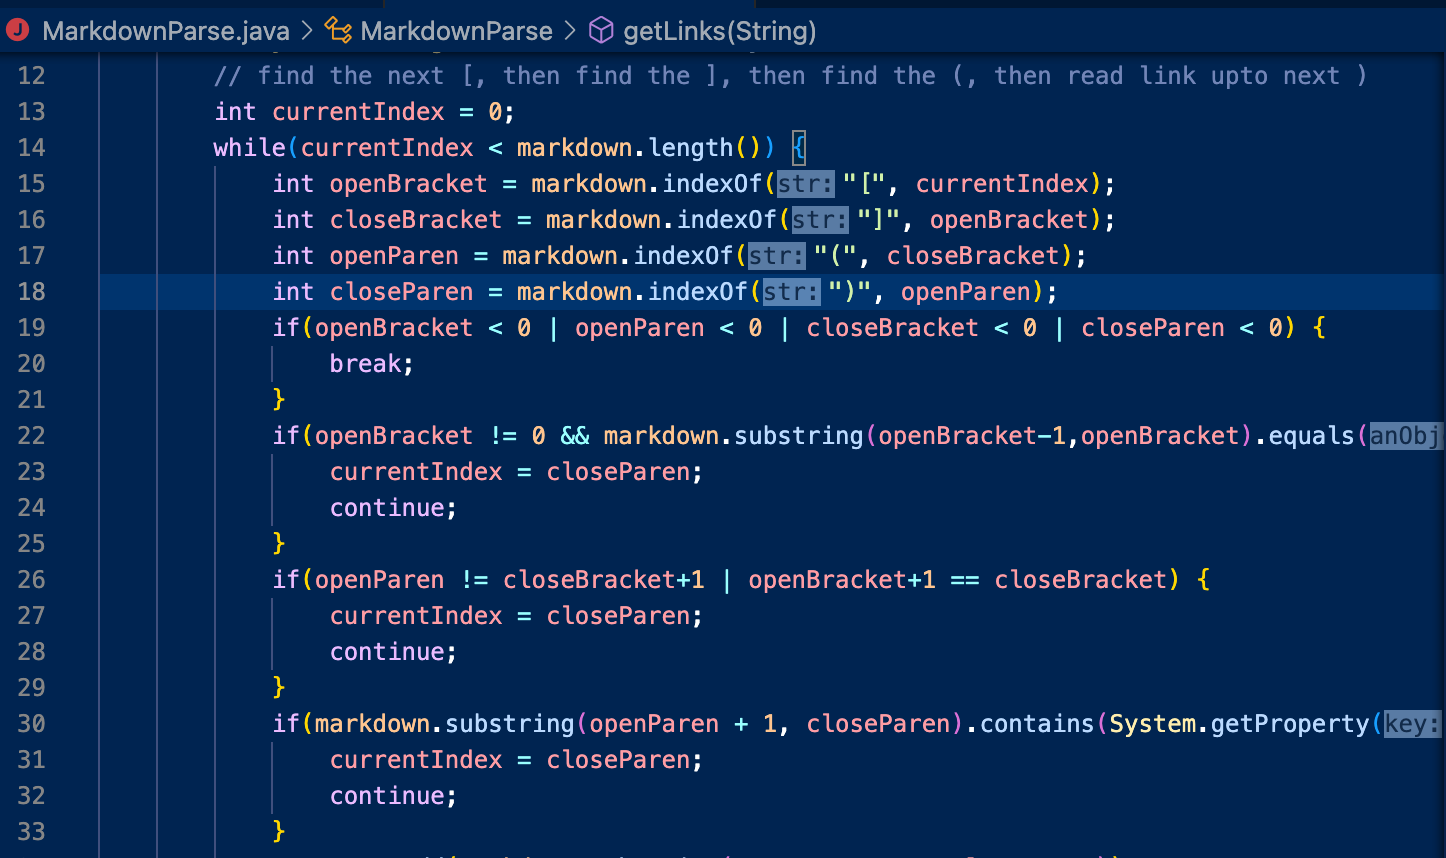 MarkdownParse.java > MarkdownParse > getLinks(String)
12 // find the next [, then find the ], then find the (, then read link upto next )
13 int currentIndex = 0;
14 while(currentIndex < markdown.length()) {
15 int openBracket = markdown.indexOf(str: "[", currentIndex);
16 int closeBracket = markdown.indexOf(str: "]", openBracket);
17 int openParen = markdown.indexOf(str: "(", closeBracket);
18 int closeParen = markdown.indexOf(str: ")", openParen);
19 if(openBracket < 0 | openParen < 0 | closeBracket < 0 | closeParen < 0) {
20 break;
21 }
22 if(openBracket != 0 && markdown.substring(openBracket-1,openBracket).equals(anObj
23 currentIndex = closeParen;
24 continue;
25 }
26 if(openParen != closeBracket+1 | openBracket+1 == closeBracket) {
27 currentIndex = closeParen;
28 continue;
29 }
30 if(markdown.substring(openParen + 1, closeParen).contains(System.getProperty(key:
31 currentIndex = closeParen;
32 continue;
33 }